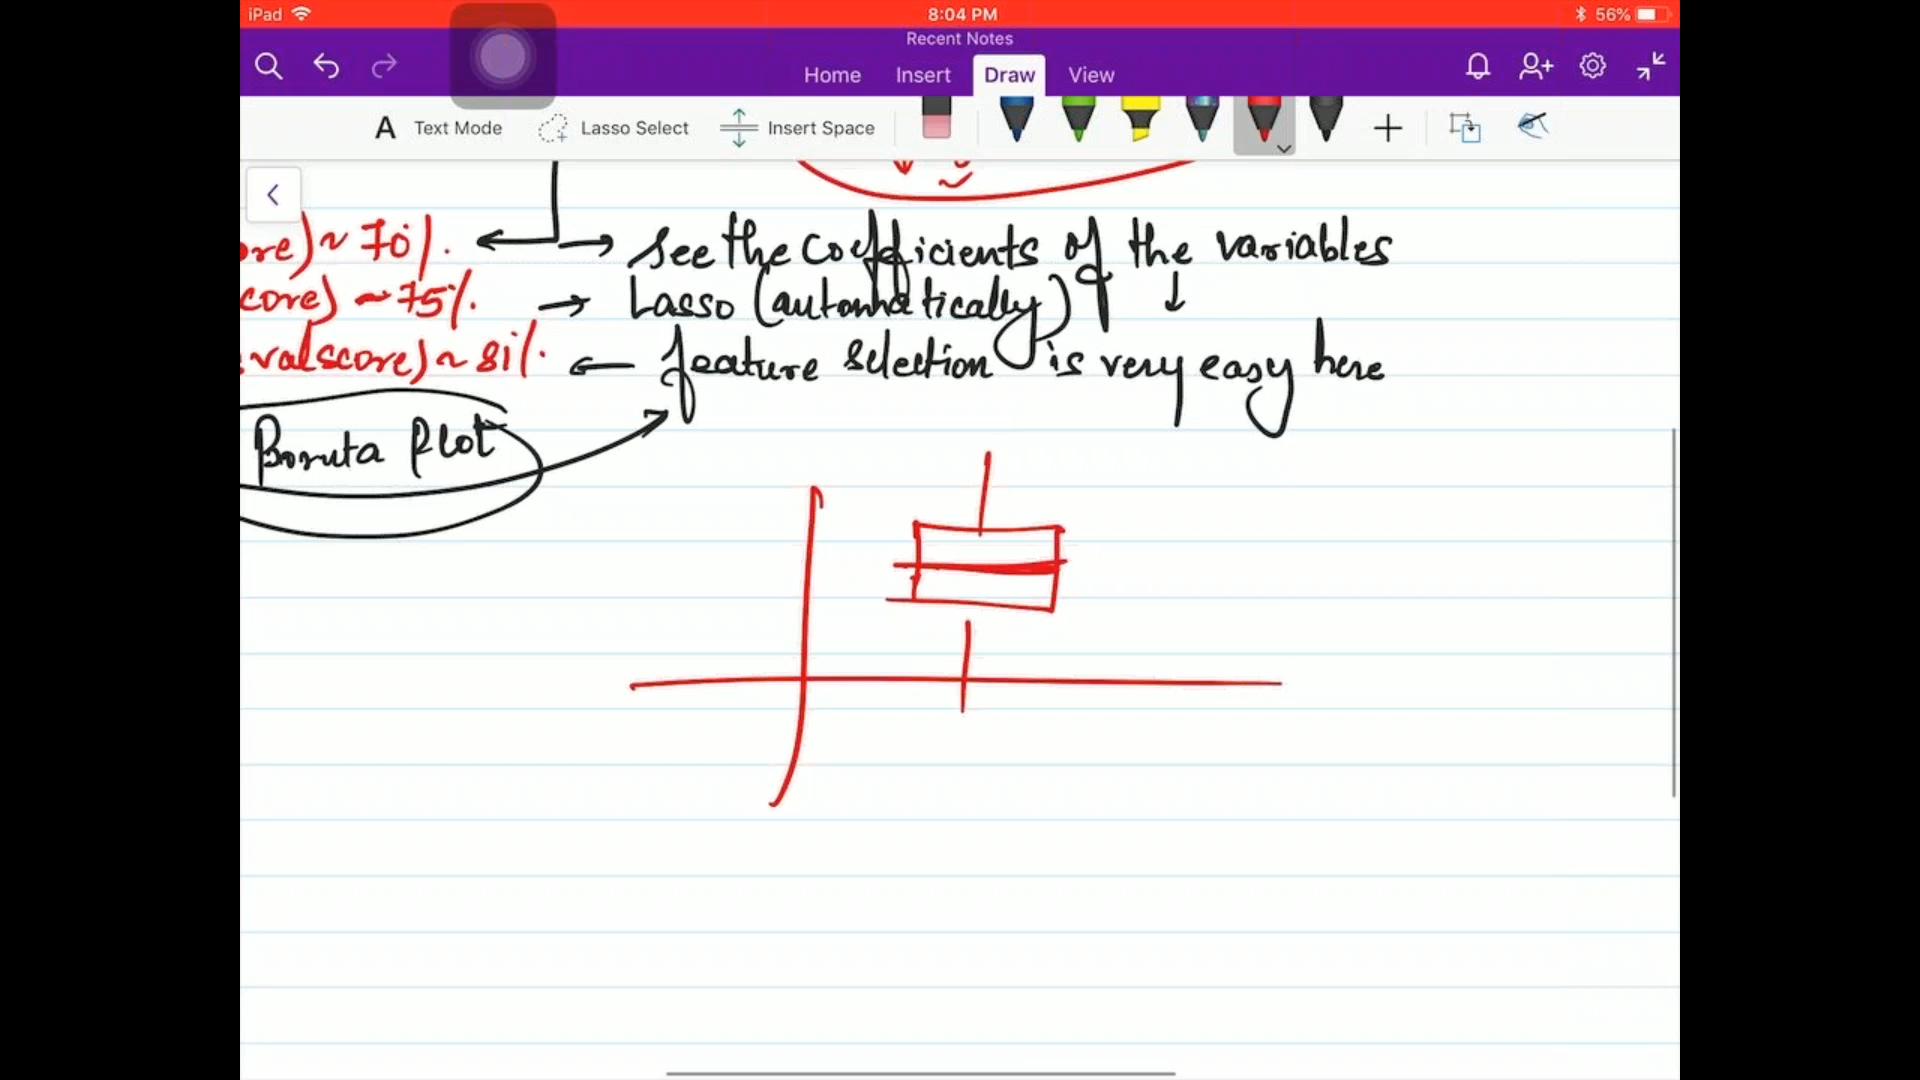 iPad 8:04 PM 56%
Recent Notes
Home Insert Draw View
A Text Mode Lasso Select Insert Space
ore) ~ 70%. see the coefficients of the variables
core) ~ 75%. Lasso (automatically)
valscore) ~ 81%. feature selection is very easy here
Boruta Plot